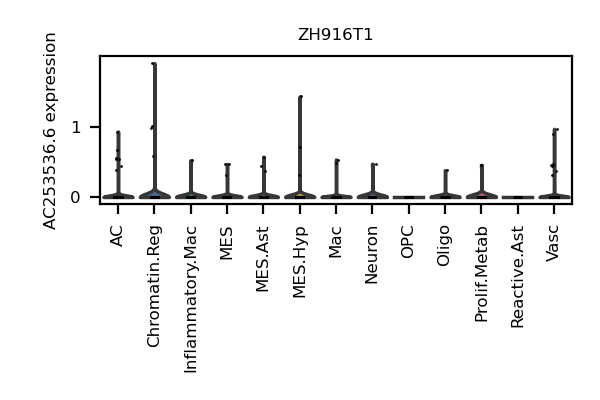 ZH916T1
AC253536.6 expression
1
0
AC
Chromatin.Reg
Inflammatory.Mac
MES
MES.Ast
MES.Hyp
Mac
Neuron
OPC
Oligo
Prolif.Metab
Reactive.Ast
Vasc